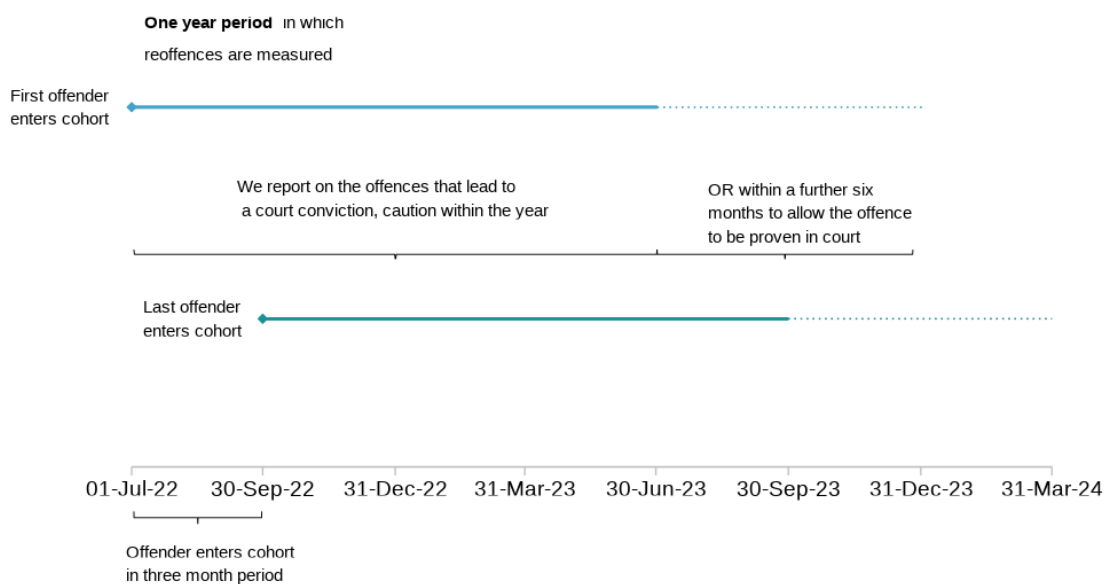 One year period in which
reoffences are measured
First offender
enters cohort
We report on the offences that lead to
a court conviction, caution within the year
OR within a further six
months to allow the offence
to be proven in court
Last offender
enters cohort
01-Jul-22 30-Sep-22 31-Dec-22 31-Mar-23 30-Jun-23 30-Sep-23 31-Dec-23 31-Mar-24
Offender enters cohort
in three month period